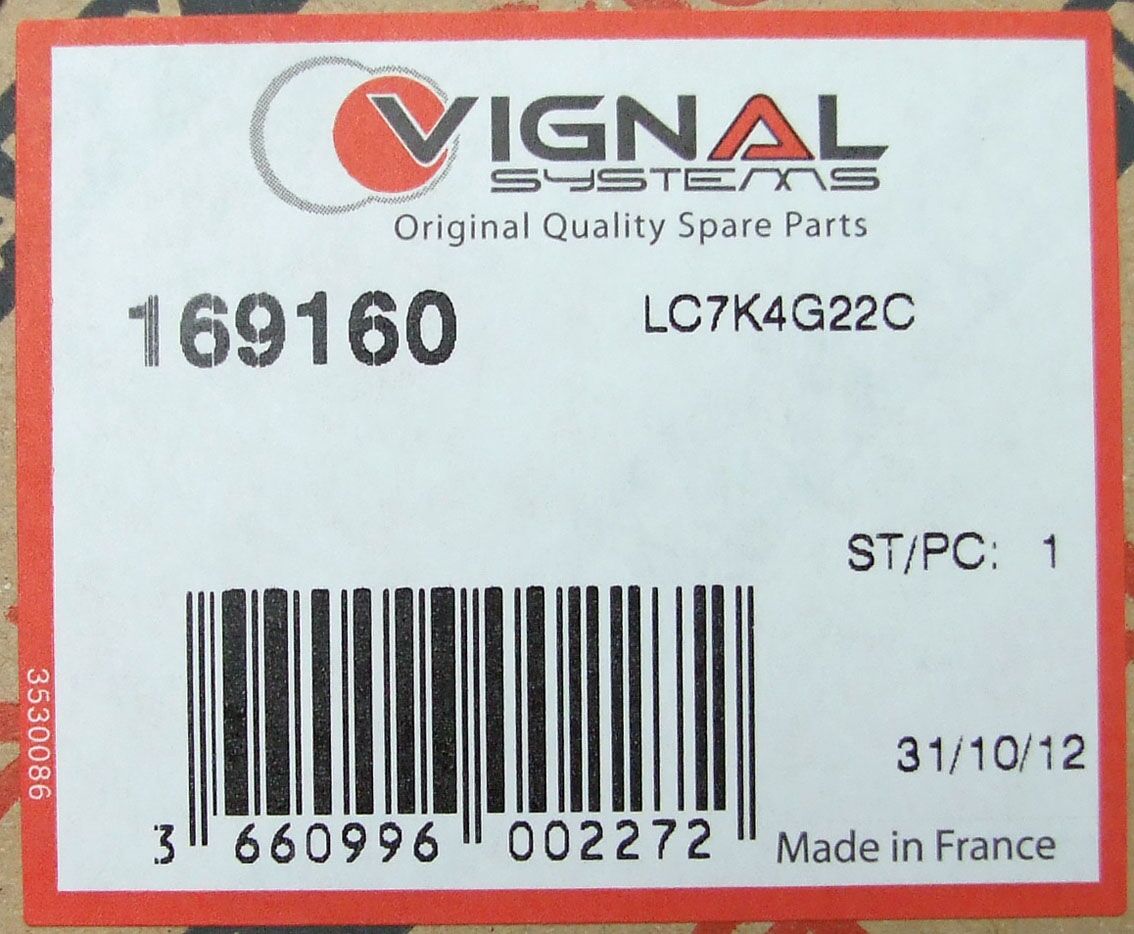 VIGNAL
SYSTEMS
Original Quality Spare Parts
169160 LC7K4G22C
ST/PC: 1
3530086
31/10/12
3 660996 002272
Made in France